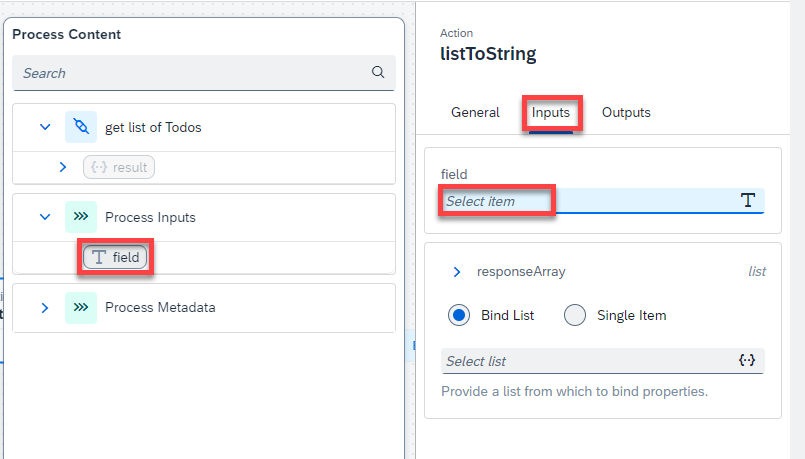 Process Content
Search
get list of Todos
result
Process Inputs
field
Process Metadata
Action
listToString
General
Inputs
Outputs
field
Select item
responseArray
list
Bind List
Single Item
Select list
Provide a list from which to bind properties.